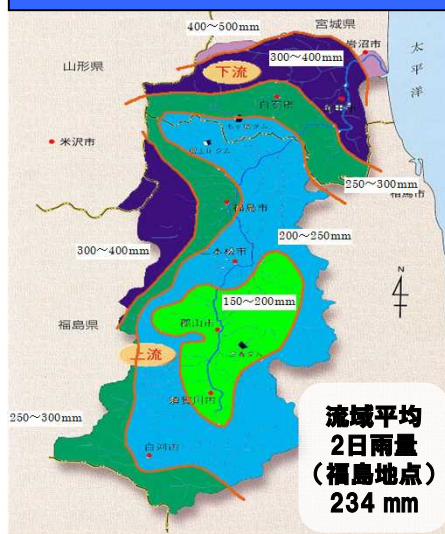 400~500mm
宮城県
岩沼市
太平洋
山形県
300~400mm
下流
白石市
米沢市
250~300mm
福島市
200~250mm
二本松市
300~400mm
150~200mm
郡山市
福島県
上流
須賀川市
250~300mm
白河市
N
流域平均
2日雨量
(福島地点)
234 mm